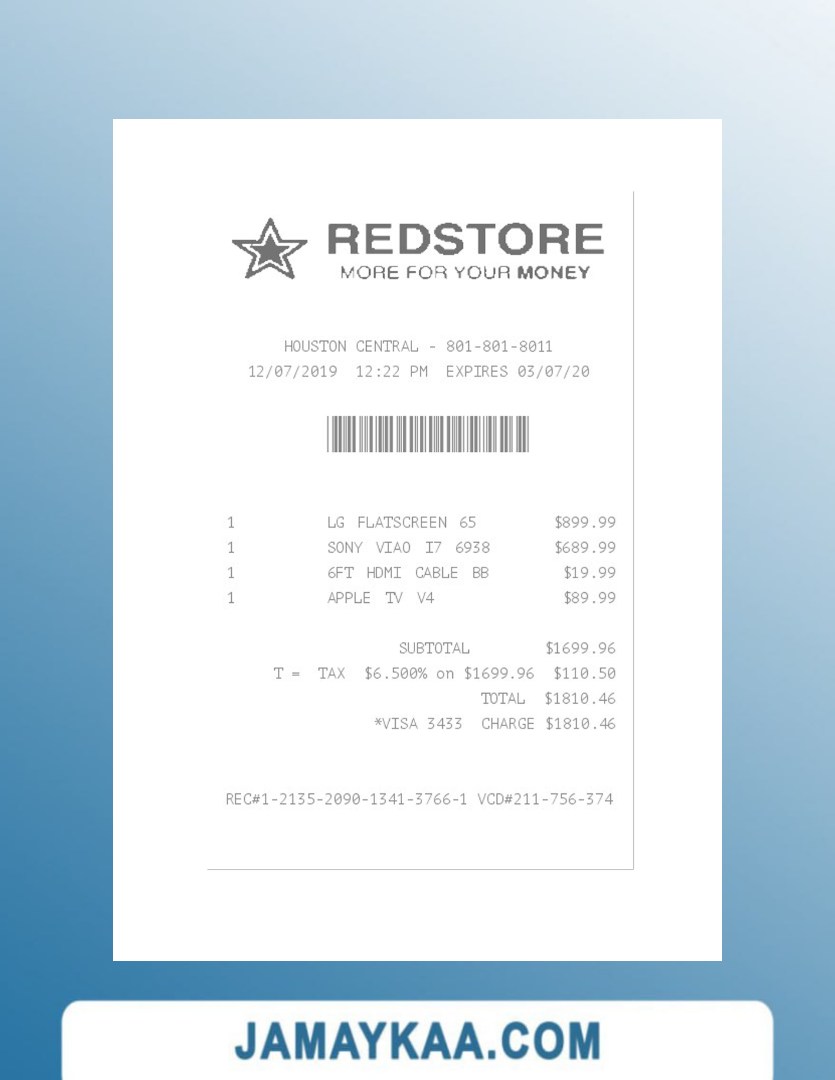 REDSTORE
MORE FOR YOUR MONEY
HOUSTON CENTRAL - 801-801-8011
12/07/2019 12:22 PM EXPIRES 03/07/20
1 LG FLATSCREEN 65 $899.99
1 SONY VIAO I7 6938 $689.99
1 6FT HDMI CABLE BB $19.99
1 APPLE TV V4 $89.99
SUBTOTAL $1699.96
T = TAX $6.500% on $1699.96 $110.50
TOTAL $1810.46
*VISA 3433 CHARGE $1810.46
REC#1-2135-2090-1341-3766-1 VCD#211-756-374
JAMAYKAA.COM